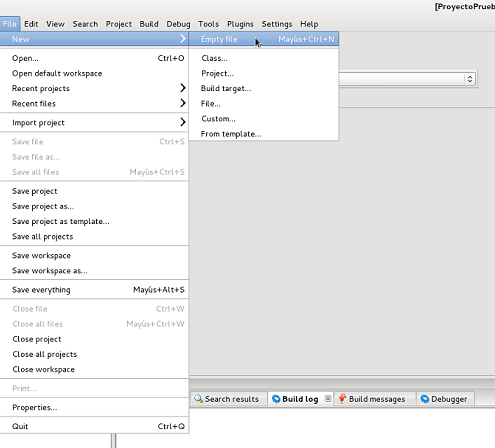 [ProyectoPrueb
File Edit View Search Project Build Debug Tools Plugins Settings Help
New
Empty file Mayùs+Ctrl+N
Open... Ctrl+O
Class...
Open default workspace
Project...
Recent projects
Build target...
Recent files
File...
Import project
Custom...
From template...
Save file Ctrl+S
Save file as...
Save all files Mayùs+Ctrl+S
Save project
Save project as...
Save project as template...
Save all projects
Save workspace
Save workspace as...
Save everything Mayùs+Alt+S
Close file Ctrl+W
Close all files Mayùs+Ctrl+W
Close project
Close all projects
Close workspace
Print...
Properties...
Quit Ctrl+Q
Search results Build log Build messages Debugger